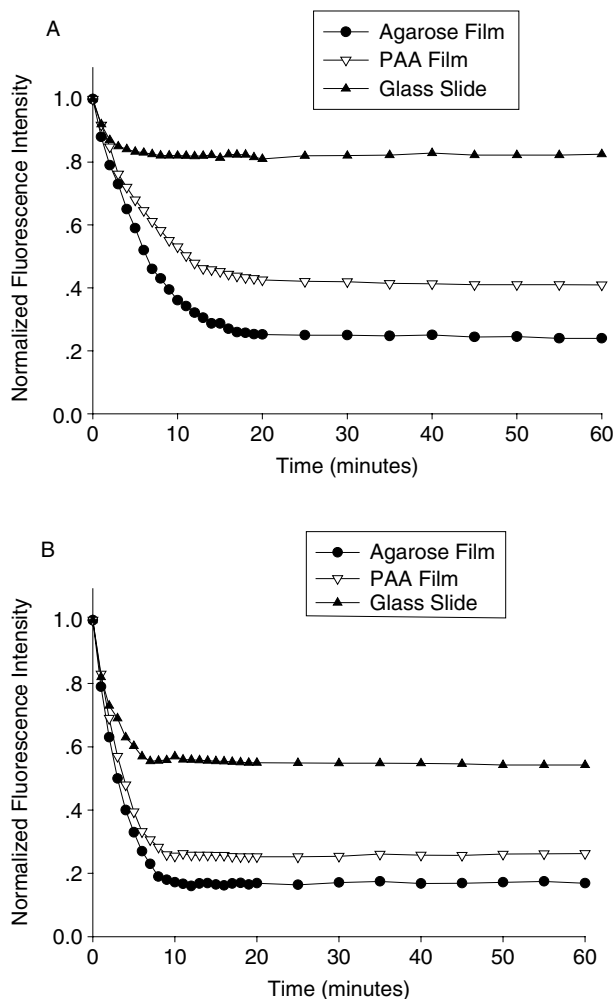 A
Agarose Film
PAA Film
Glass Slide
Normalized Fluorescence Intensity
1.0
.8
.6
.4
.2
0.0
0 10 20 30 40 50 60
Time (minutes)
B
Agarose Film
PAA Film
Glass Slide
Normalized Fluorescence Intensity
1.0
.8
.6
.4
.2
0.0
0 10 20 30 40 50 60
Time (minutes)